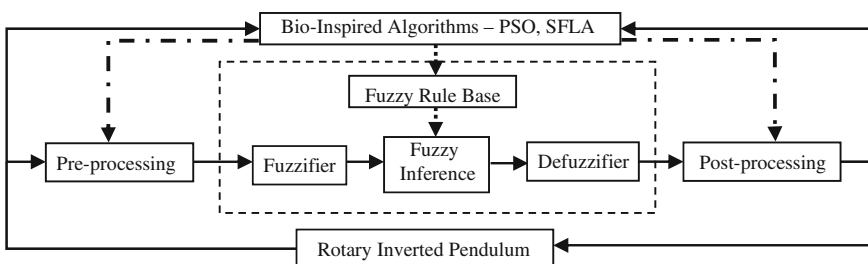 Bio-Inspired Algorithms – PSO, SFLA
Fuzzy Rule Base
Pre-processing
Fuzzifier
Fuzzy
Inference
Defuzzifier
Post-processing
Rotary Inverted Pendulum